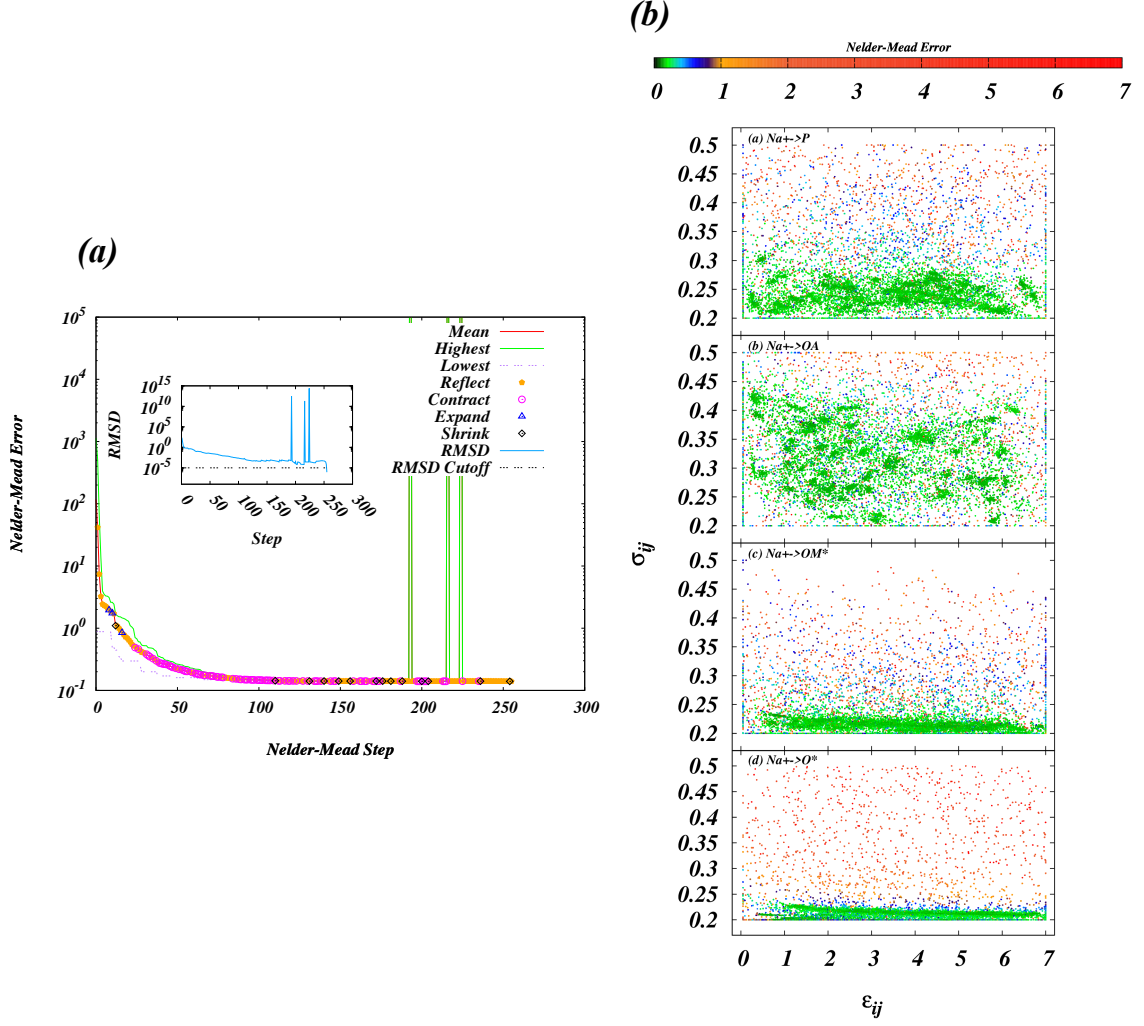 (b)
Nelder-Mead Error
0 1 2 3 4 5 6 7
(a) Na+->P
0.5
0.45
0.4
0.35
0.3
0.25
0.2
(b) Na+->OA
0.5
0.45
0.4
0.35
0.3
0.25
0.2
(c) Na+->OM*
0.5
0.45
0.4
0.35
0.3
0.25
0.2
(d) Na+->O*
0.5
0.45
0.4
0.35
0.3
0.25
0.2
0 1 2 3 4 5 6 7
σij
εij
(a)
10^5
10^4
10^3
10^2
10^1
10^0
10^-1
Nelder-Mead Error
0 50 100 150 200 250 300
Nelder-Mead Step
Mean
Highest
Lowest
Reflect
Contract
Expand
Shrink
RMSD
RMSD Cutoff
10^15
10^10
10^5
10^0
10^-5
RMSD
0 50 100 150 200 250 300
Step